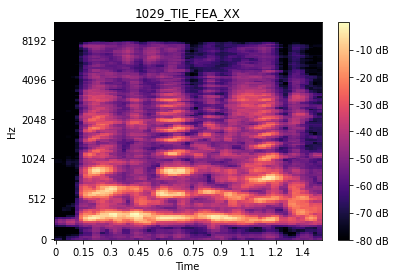 1029_TIE_FEA_XX
8192
4096
2048
1024
512
0
Hz
0 0.15 0.3 0.45 0.6 0.75 0.9 1.1 1.2 1.4
Time
-10 dB
-20 dB
-30 dB
-40 dB
-50 dB
-60 dB
-70 dB
-80 dB